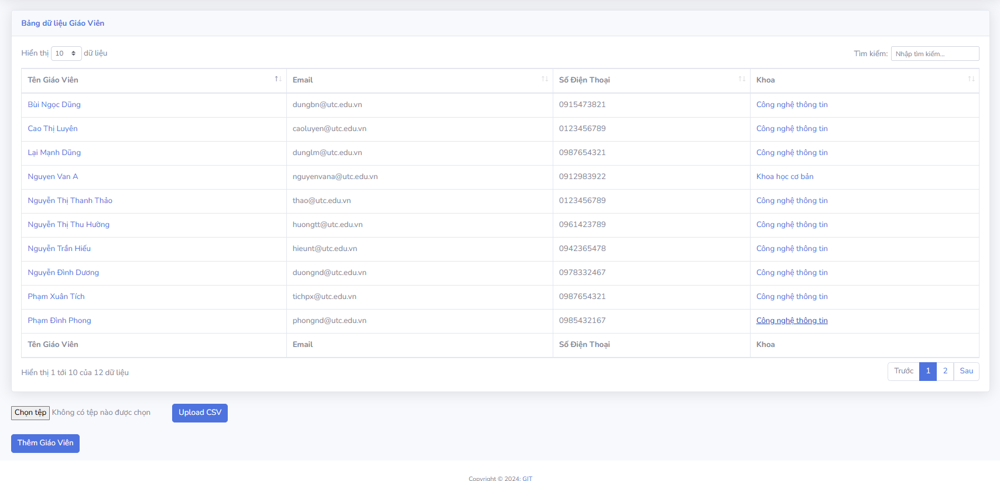 Bảng dữ liệu Giáo Viên
Hiển thị 10 dữ liệu
Tìm kiếm: Nhập tìm kiếm...
Tên Giáo Viên Email Số Điện Thoại Khoa
Bùi Ngọc Dũng dungbn@utc.edu.vn 0915473821 Công nghệ thông tin
Cao Thị Luyên caoluyen@utc.edu.vn 0123456789 Công nghệ thông tin
Lại Mạnh Dũng dunglm@utc.edu.vn 0987654321 Công nghệ thông tin
Nguyen Van A nguyenvana@utc.edu.vn 0912983922 Khoa học cơ bản
Nguyễn Thị Thanh Thảo thao@utc.edu.vn 0123456789 Công nghệ thông tin
Nguyễn Thị Thu Hường huongtt@utc.edu.vn 0961423789 Công nghệ thông tin
Nguyễn Trần Hiếu hieunt@utc.edu.vn 0942365478 Công nghệ thông tin
Nguyễn Đình Dương duongnd@utc.edu.vn 0978332467 Công nghệ thông tin
Phạm Xuân Tích tichpx@utc.edu.vn 0987654321 Công nghệ thông tin
Phạm Đình Phong phongnd@utc.edu.vn 0985432167 Công nghệ thông tin
Tên Giáo Viên Email Số Điện Thoại Khoa
Hiển thị 1 tới 10 của 12 dữ liệu
Trước 1 2 Sau
Chọn tệp Không có tệp nào được chọn Upload CSV
Thêm Giáo Viên
Copyright © 2024: GIT